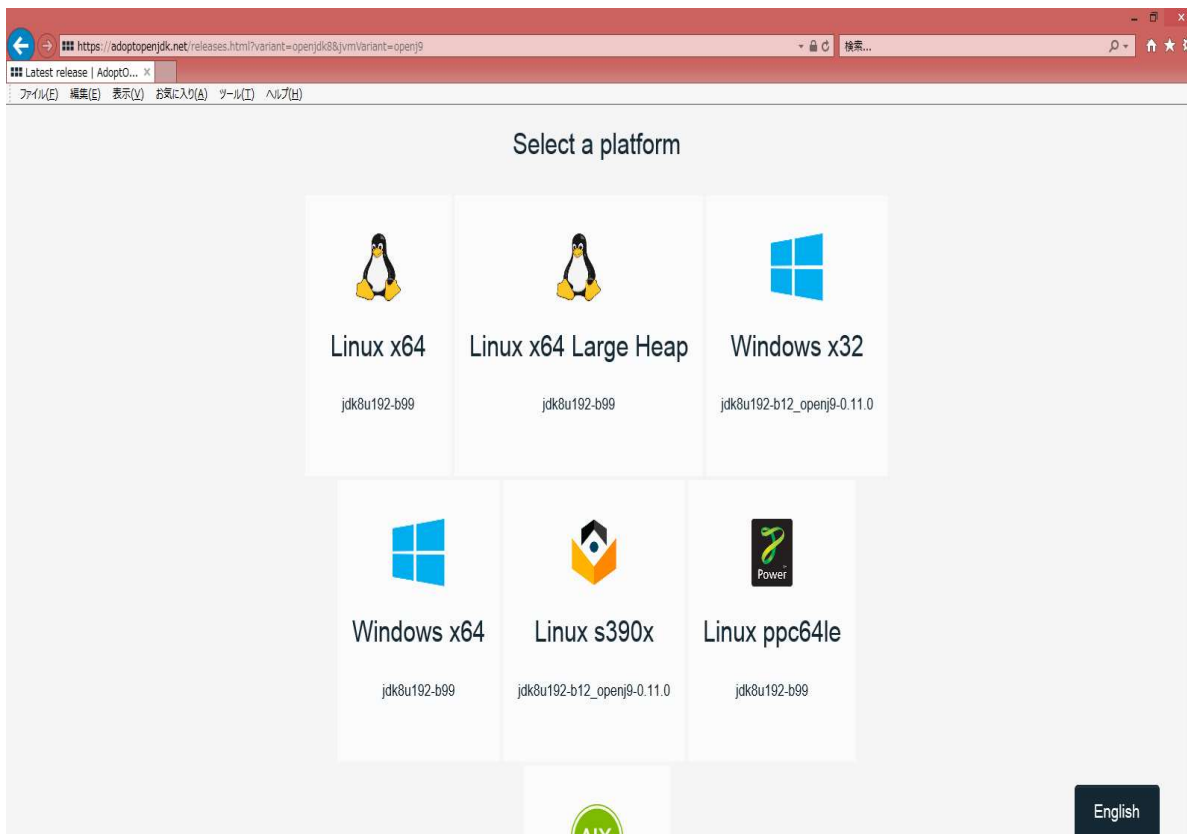 https://adoptopenjdk.net/releases.html?variant=openjdk8&jvmVariant=openj9
検索...
Latest release | AdoptO...
ファイル(F) 編集(E) 表示(V) お気に入り(A) ツール(T) ヘルプ(H)
Select a platform
Linux x64
jdk8u192-b99
Linux x64 Large Heap
jdk8u192-b99
Windows x32
jdk8u192-b12_openj9-0.11.0
Windows x64
jdk8u192-b99
Linux s390x
jdk8u192-b12_openj9-0.11.0
Power
Linux ppc64le
jdk8u192-b99
AIX
English